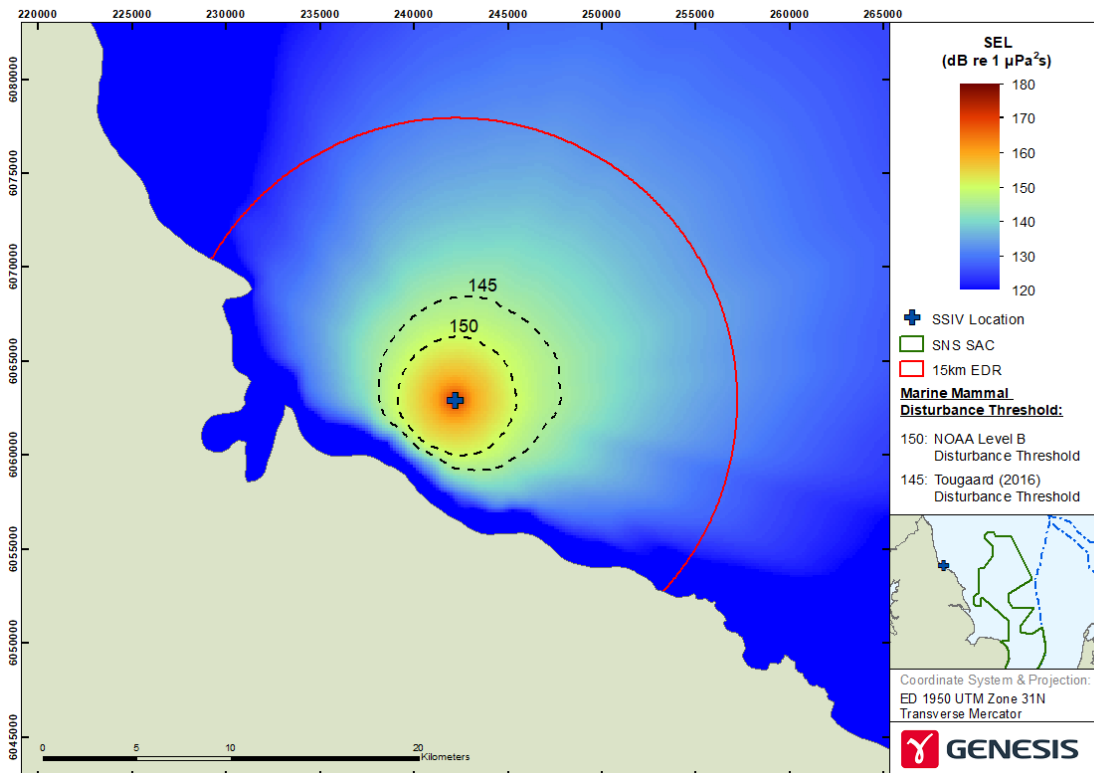 220000 225000 230000 235000 240000 245000 250000 255000 260000 265000
6080000
6075000
6070000
6065000
6060000
6055000
6050000
6045000
145
150
0 5 10 20
Kilometers
SEL
(dB re 1 µPa²s)
180
170
160
150
140
130
120
SSIV Location
SNS SAC
15km EDR
Marine Mammal
Disturbance Threshold:
150: NOAA Level B
Disturbance Threshold
145: Tougaard (2016)
Disturbance Threshold
Coordinate System & Projection:
ED 1950 UTM Zone 31N
Transverse Mercator
GENESIS